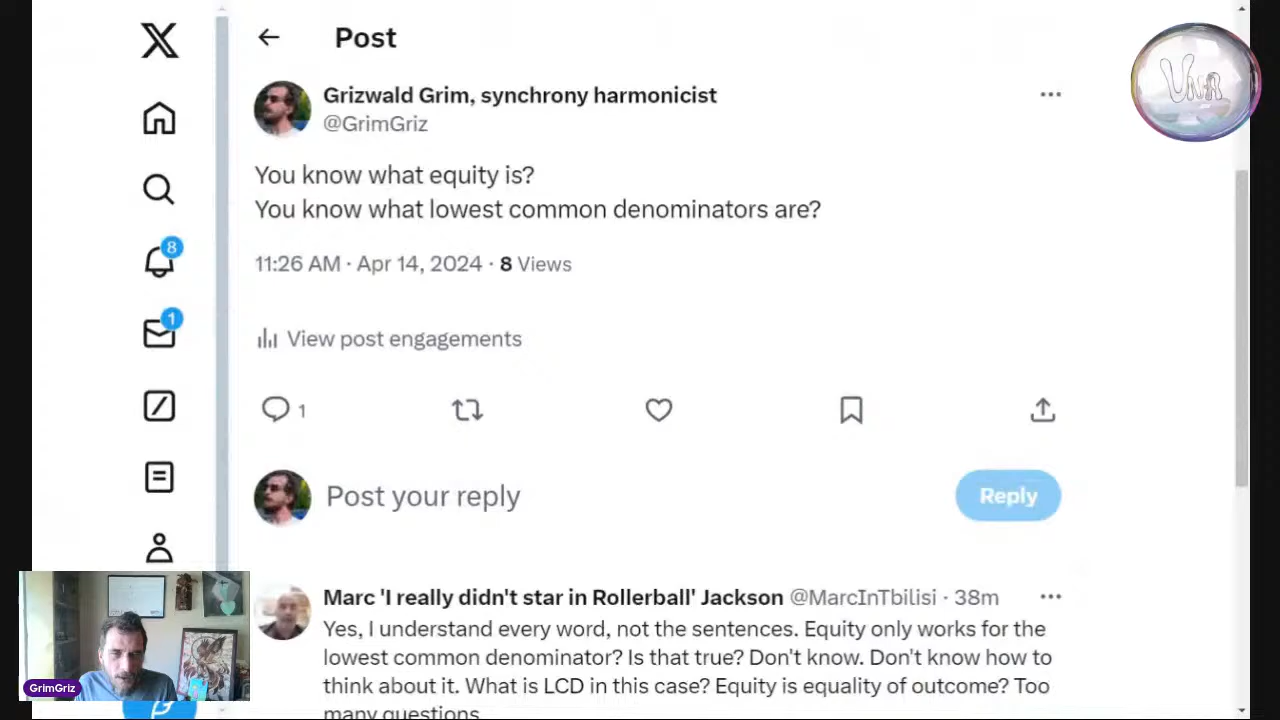 Post
Grizwald Grim, synchrony harmonicist
@GrimGriz
You know what equity is?
You know what lowest common denominators are?
11:26 AM · Apr 14, 2024 · 8 Views
View post engagements
1
Post your reply
Reply
Marc 'I really didn't star in Rollerball' Jackson @MarcInTbilisi · 38m
Yes, I understand every word, not the sentences. Equity only works for the
lowest common denominator? Is that true? Don't know. Don't know how to
think about it. What is LCD in this case? Equity is equality of outcome? Too
many questions.
8
1
GrimGriz